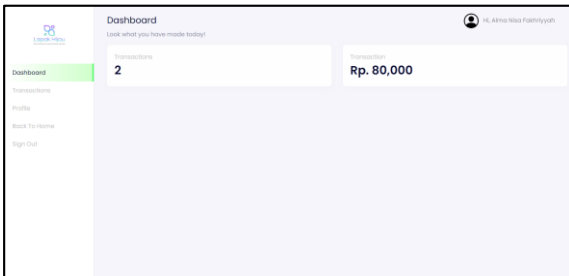 Lapak Hijau
Dashboard
Transactions
Profile
Back To Home
Sign Out
Dashboard
Look what you have made today!
Hi, Alma Nisa Fakhriyyah
Transactions
2
Transaction
Rp. 80,000